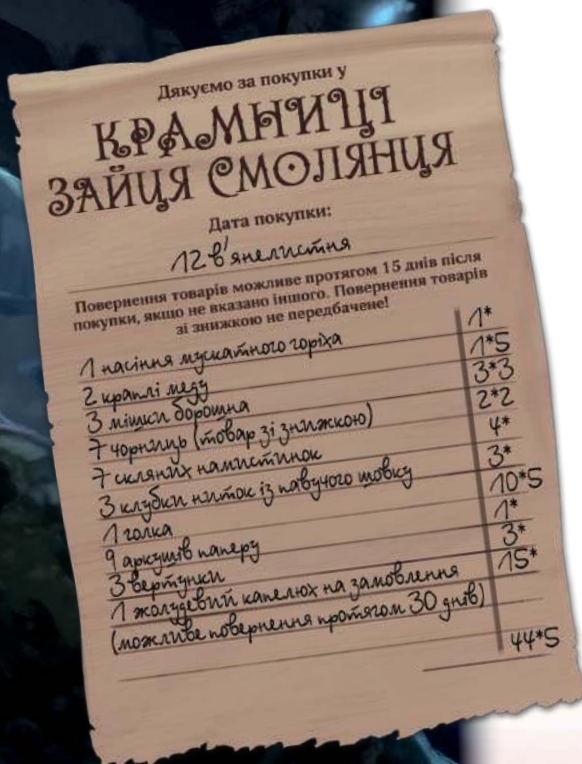 Дякуємо за покупки у
КРАМНИЦІ
ЗАЙЦЯ СМОЛЯНЦЯ
Дата покупки:
12 в'янелистня
Повернення товарів можливе протягом 15 днів після
покупки, якщо не вказано іншого. Повернення товарів
зі знижкою не передбачене!
1 насіння мускатного горіха 1*
2 краплі меду 1*5
3 мішки борошна 3*3
7 чорниць (товар зі знижкою) 2*2
7 скляних намистинок 4*
3 клубки ниток із павучого шовку 3*
1 голка 10*5
9 аркушів паперу 1*
3 вертунки 3*
1 жолудевий капелюх на замовлення 15*
(можливе повернення протягом 30 днів)
44*5